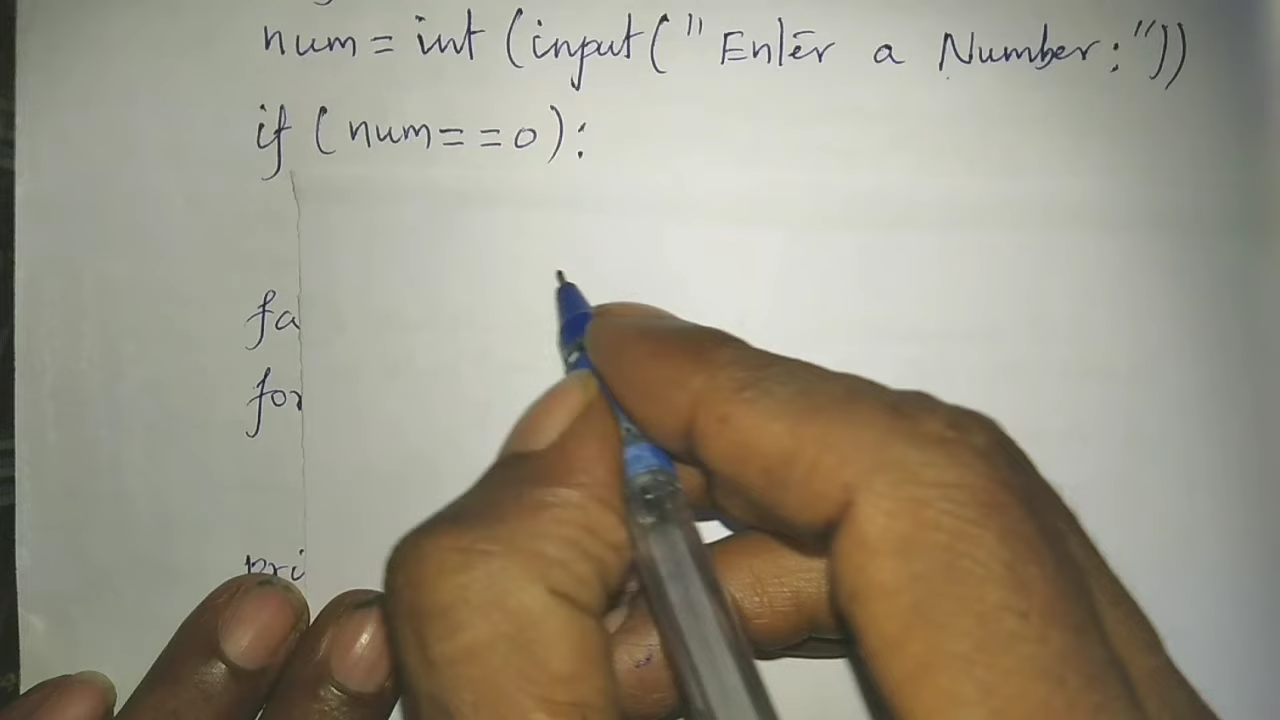 num = int (input("Enter a Number:"))
if (num==0):
fa
for
pri